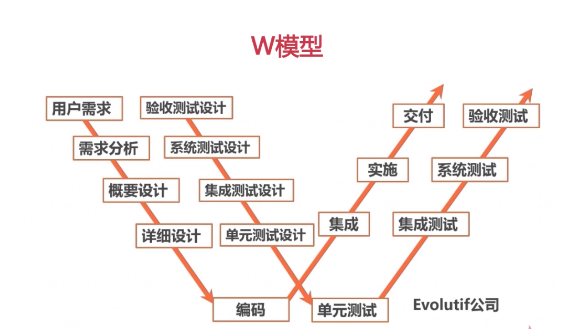 W模型
用户需求 验收测试设计 交付 验收测试
需求分析 系统测试设计 实施 系统测试
概要设计 集成测试设计 集成 集成测试
详细设计 单元测试设计
编码 单元测试 Evolutif公司